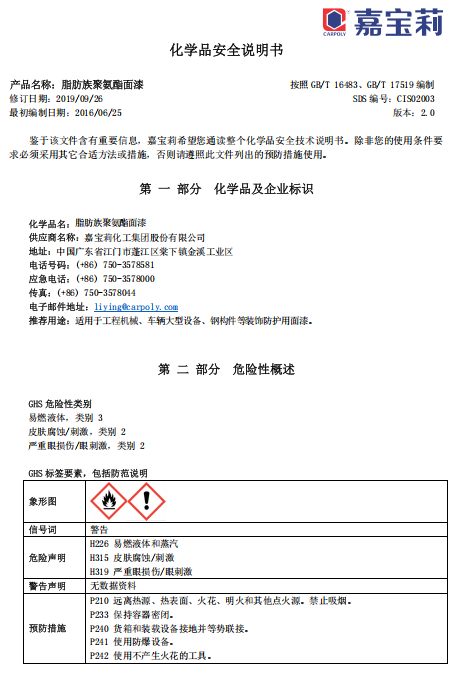 CARPOLY
嘉宝莉
化学品安全说明书
产品名称：脂肪族聚氨酯面漆
按照 GB/T 16483、GB/T 17519 编制
修订日期：2019/09/26
SDS 编号：CIS02003
最初编制日期：2016/06/25
版本：2.0
鉴于该文件含有重要信息，嘉宝莉希望您通读整个化学品安全技术说明书。除非您的使用条件要
求必须采用其它合适方法或措施，否则请遵照此文件列出的预防措施使用。
第 一 部分 化学品及企业标识
化学品名：脂肪族聚氨酯面漆
供应商名称：嘉宝莉化工集团股份有限公司
地址：中国广东省江门市蓬江区棠下镇金溪工业区
电话号码：(+86) 750-3578581
应急电话：(+86) 750-3578000
传真：(+86) 750-3578044
电子邮件地址：liying@carpoly.com
推荐用途：适用于工程机械、车辆大型设备、钢构件等装饰防护用面漆。
第 二 部分 危险性概述
GHS 危险性类别
易燃液体，类别 3
皮肤腐蚀/刺激，类别 2
严重眼损伤/眼刺激，类别 2
GHS 标签要素，包括防范说明
象形图
信号词 警告
危险声明
H226 易燃液体和蒸汽
H315 皮肤腐蚀/刺激
H319 严重眼损伤/眼刺激
警告声明 无数据资料
预防措施
P210 远离热源、热表面、火花、明火和其他点火源。禁止吸烟。
P233 保持容器密闭。
P240 货箱和装载设备接地并等势联接。
P241 使用防爆设备。
P242 使用不产生火花的工具。